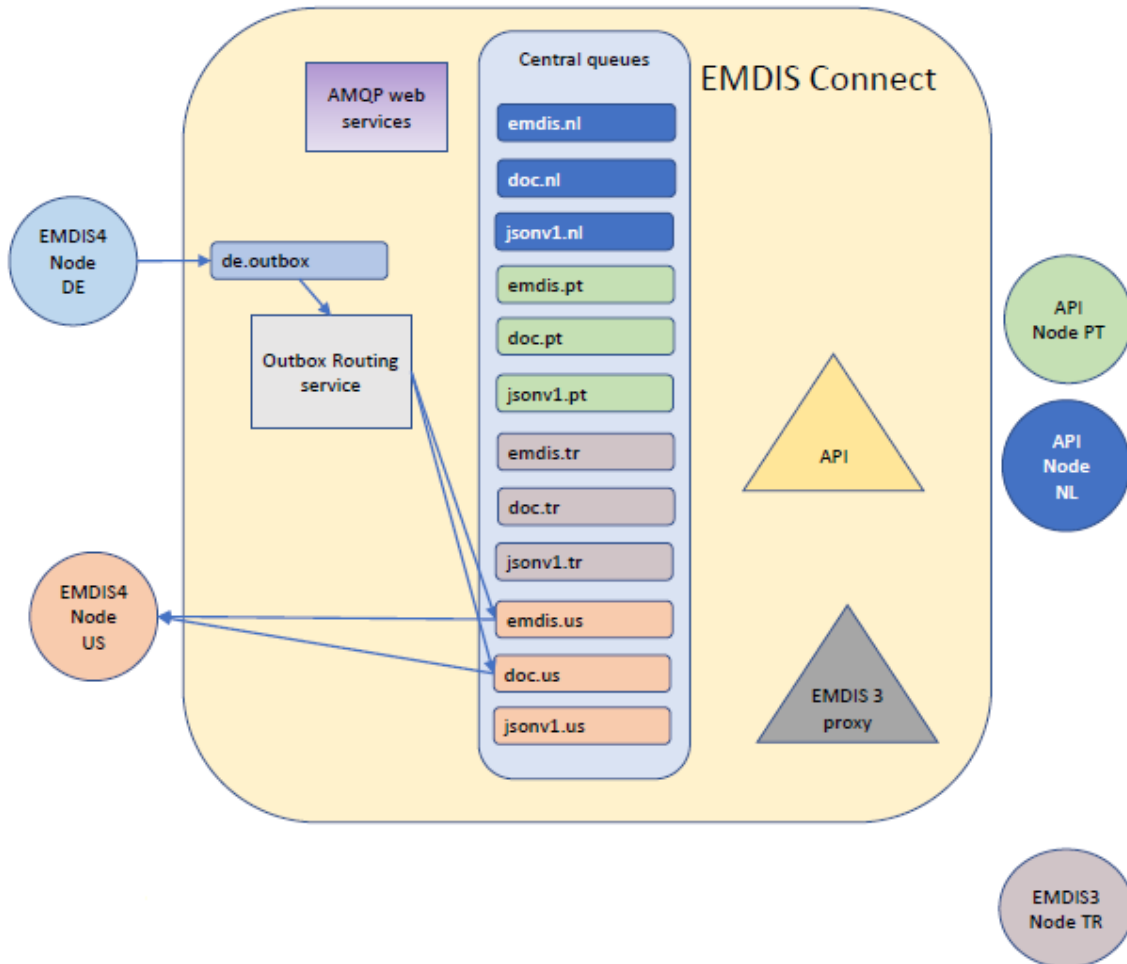 Central queues
EMDIS Connect
AMQP web
services
emdis.nl
doc.nl
jsonv1.nl
EMDIS4
Node
DE
de.outbox
emdis.pt
doc.pt
jsonv1.pt
Outbox Routing
service
API
Node PT
API
Node
NL
API
emdis.tr
doc.tr
jsonv1.tr
EMDIS4
Node
US
emdis.us
doc.us
jsonv1.us
EMDIS 3
proxy
EMDIS3
Node TR